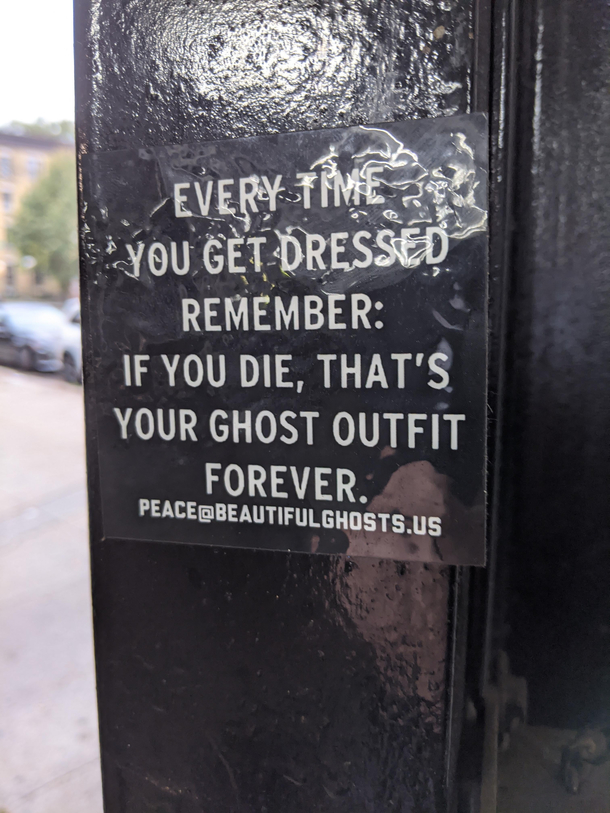 EVERY TIME
YOU GET DRESSED
REMEMBER:
IF YOU DIE, THAT'S
YOUR GHOST OUTFIT
FOREVER.
PEACE@BEAUTIFULGHOSTS.US